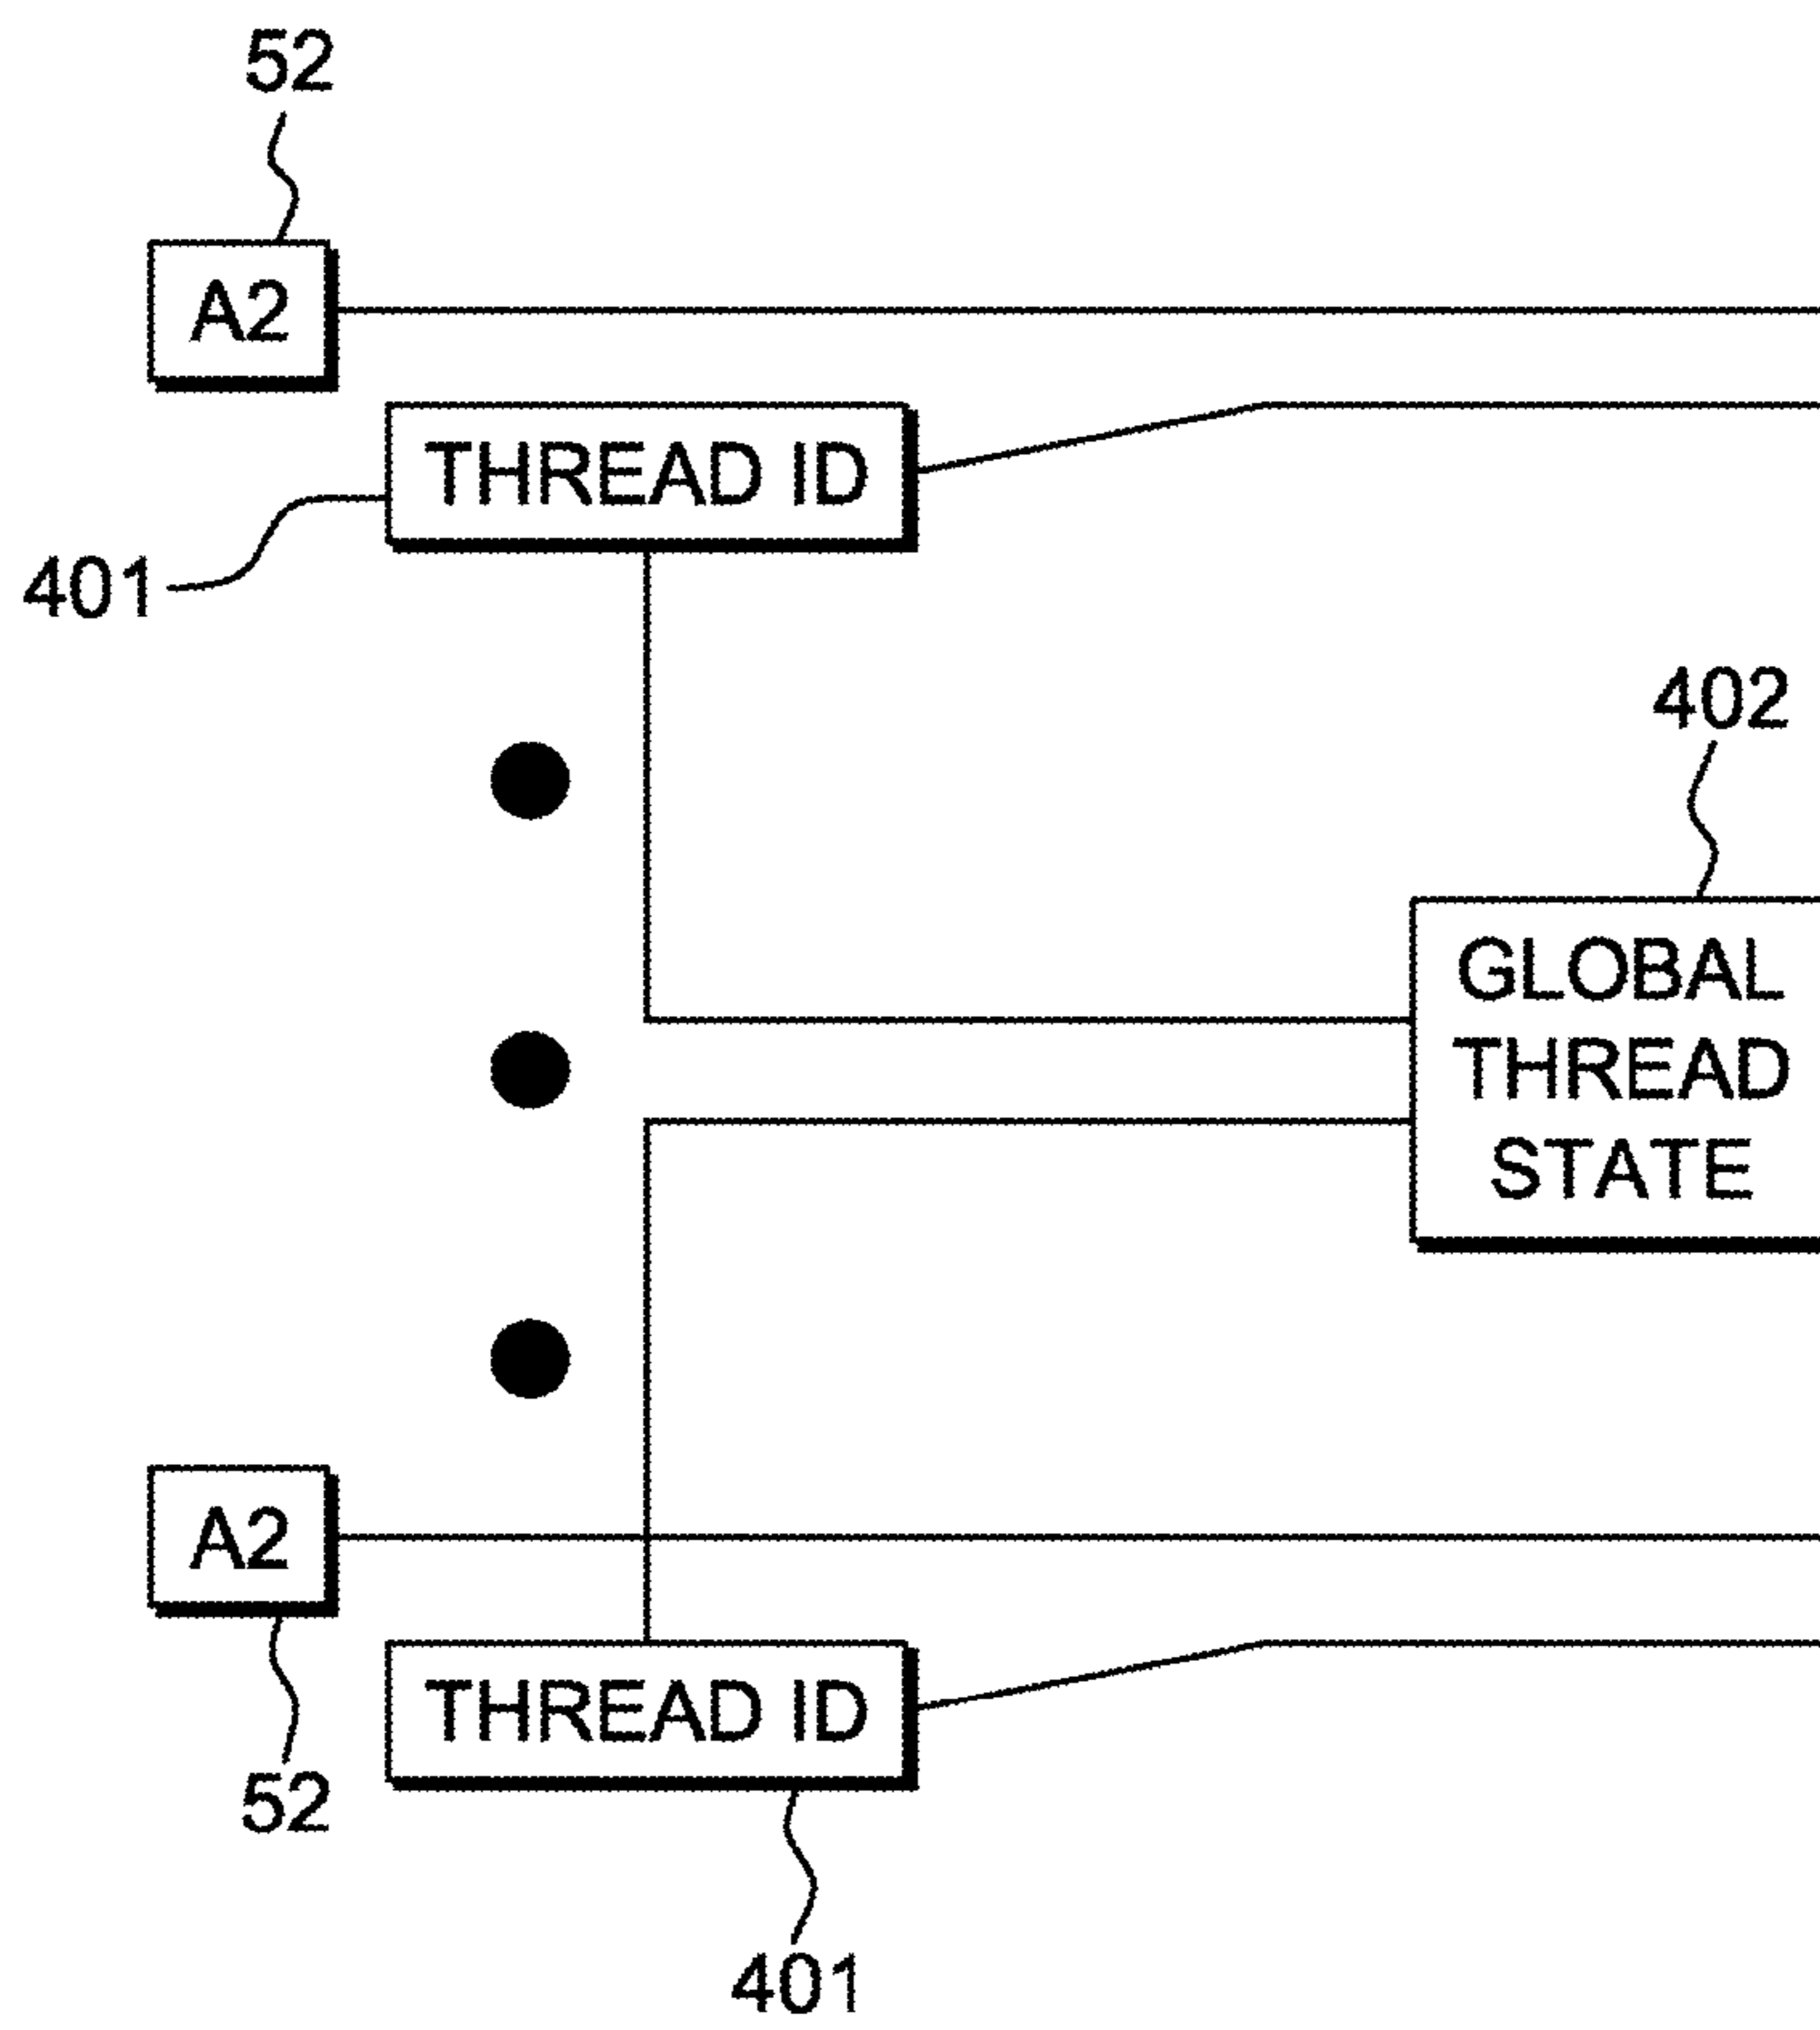 52
A2
THREAD ID
401
402
GLOBAL
THREAD
STATE
A2
THREAD ID
52
401